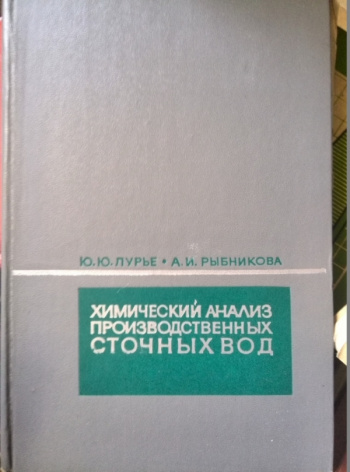 Ю.Ю.ЛУРЬЕ • А.И.РЫБНИКОВА
ХИМИЧЕСКИЙ АНАЛИЗ
ПРОИЗВОДСТВЕННЫХ
СТОЧНЫХ ВОД